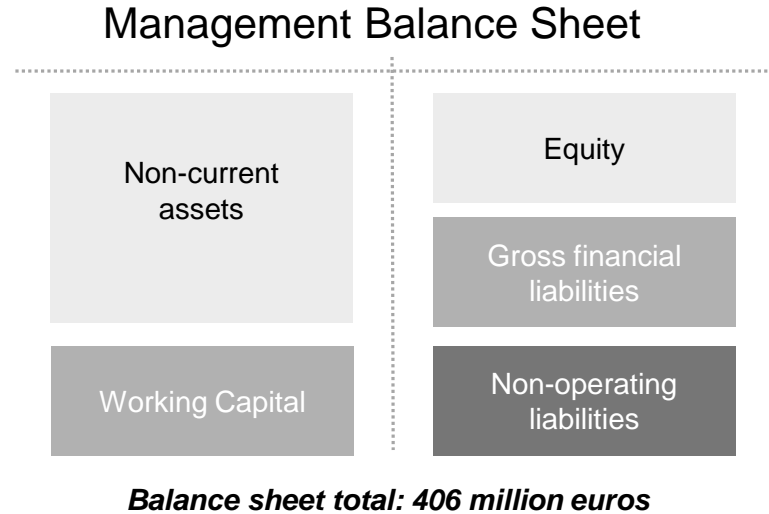 Management Balance Sheet
Non-current
assets
Working Capital
Equity
Gross financial
liabilities
Non-operating
liabilities
Balance sheet total: 406 million euros